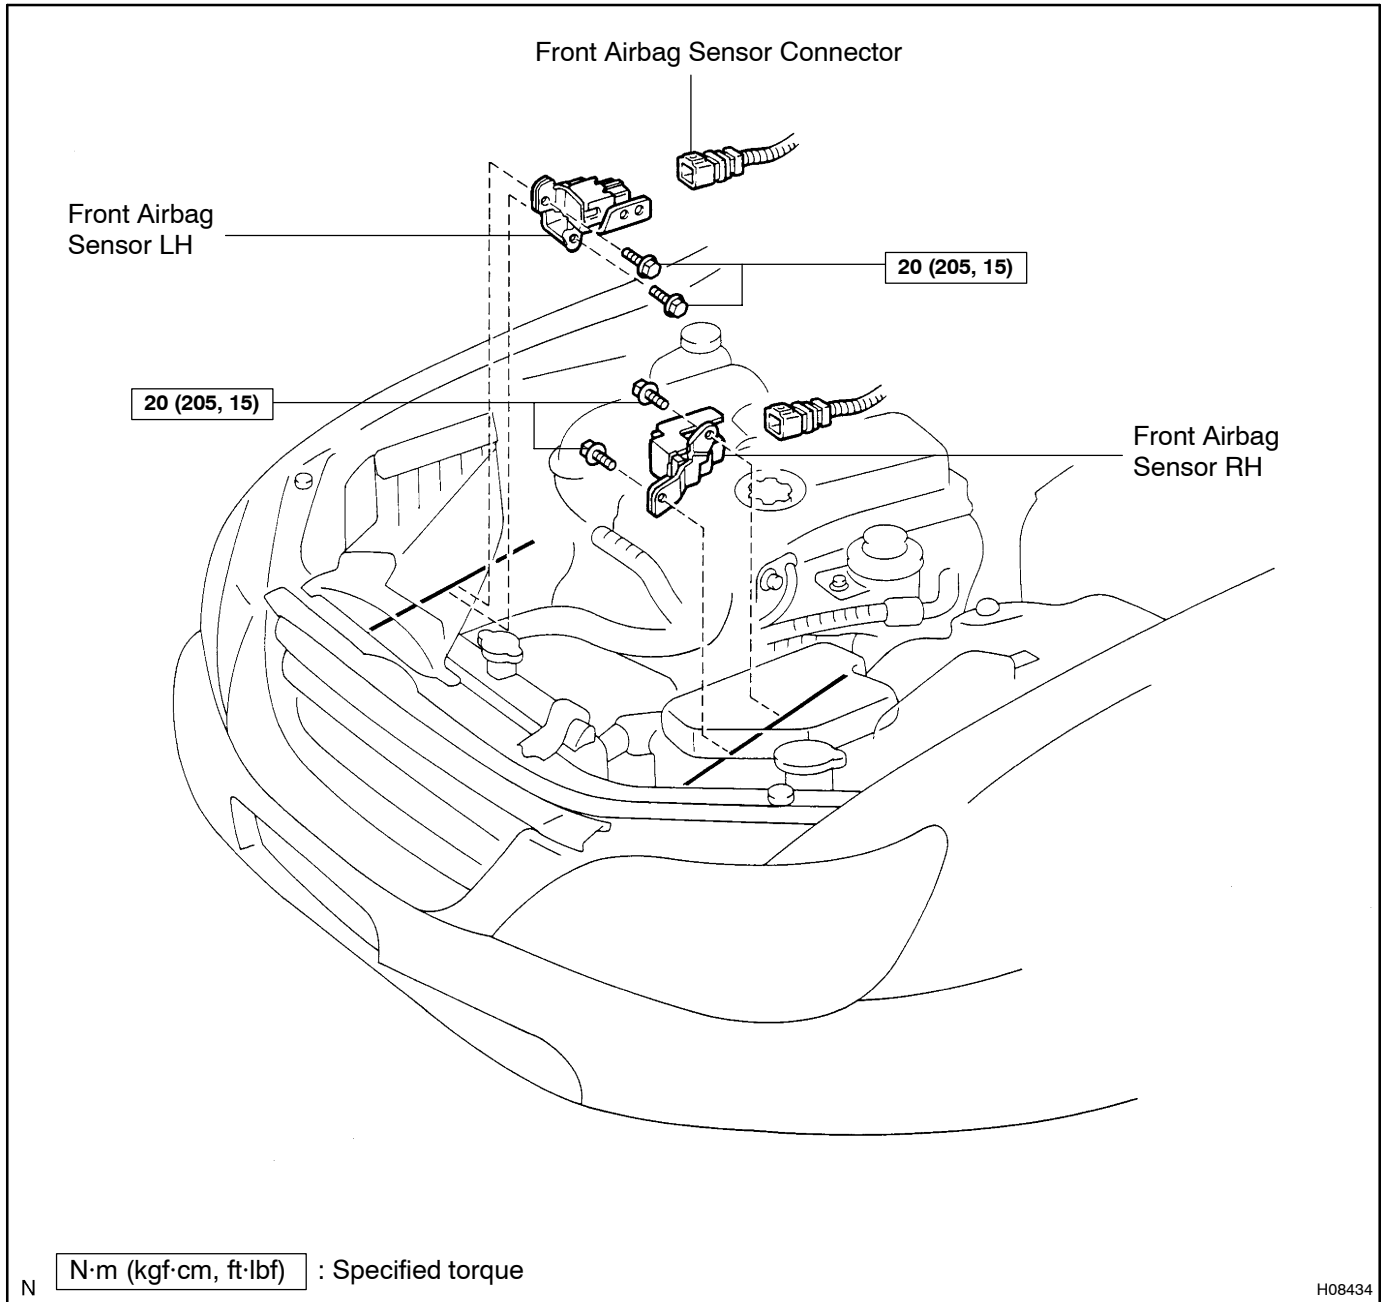 Front Airbag Sensor Connector
Front Airbag
Sensor LH
20 (205, 15)
20 (205, 15)
Front Airbag
Sensor RH
N·m (kgf·cm, ft·lbf) : Specified torque
N
H08434